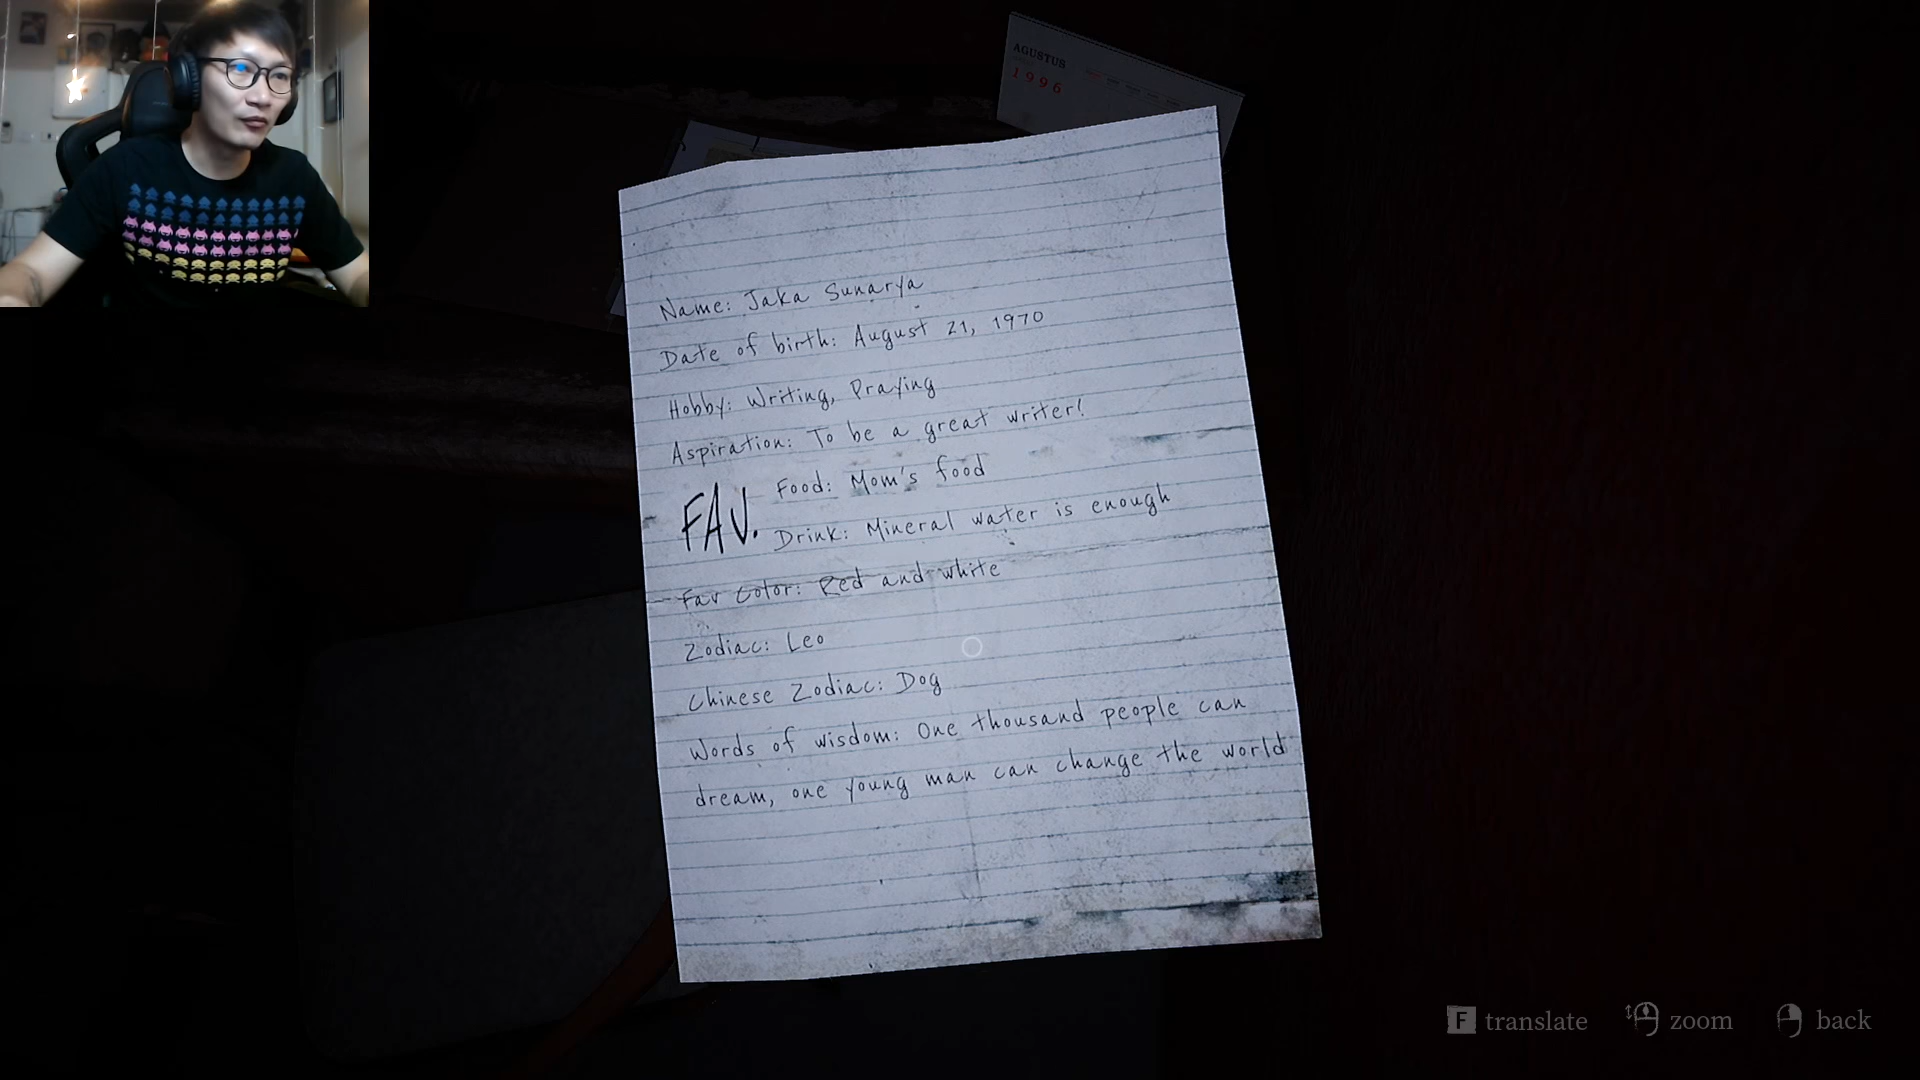 AGUSTUS
1996
Name: Jaka Sunarya
Date of birth: August 21, 1970
Hobby: Writing, Praying
Aspiration: To be a great writer!
FAV.
Food: Mom's food
Drink: Mineral water is enough
Fav color: Red and white
Zodiac: Leo
Chinese Zodiac: Dog
Words of wisdom: One thousand people can
dream, one young man can change the world
F translate
zoom
back